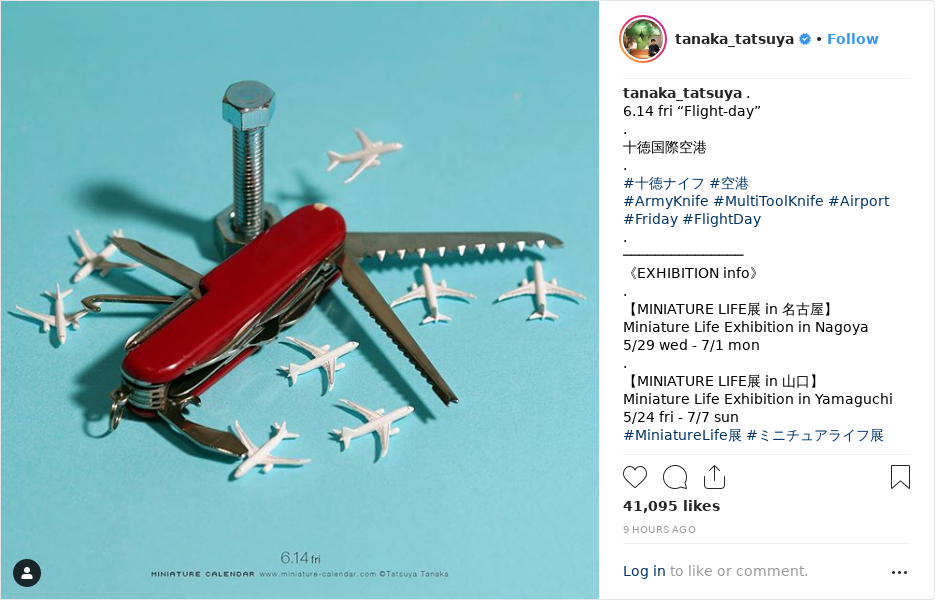 tanaka_tatsuya • Follow
tanaka_tatsuya .
6.14 fri “Flight-day”
.
十徳国際空港
.
#十徳ナイフ #空港
#ArmyKnife #MultiToolKnife #Airport
#Friday #FlightDay
.
———————————————
《EXHIBITION info》
.
【MINIATURE LIFE展 in 名古屋】
Miniature Life Exhibition in Nagoya
5/29 wed - 7/1 mon
.
【MINIATURE LIFE展 in 山口】
Miniature Life Exhibition in Yamaguchi
5/24 fri - 7/7 sun
#MiniatureLife展 #ミニチュアライフ展
41,095 likes
9 HOURS AGO
Log in to like or comment.
6.14 fri
MINIATURE CALENDAR www.miniature-calendar.com ©Tatsuya Tanaka